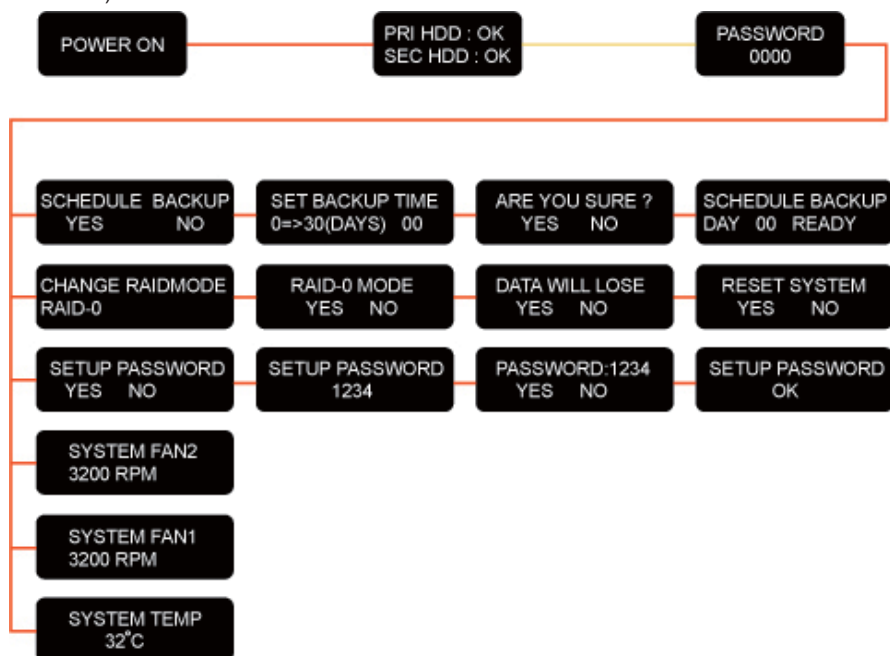 POWER ON
PRI HDD : OK
SEC HDD : OK
PASSWORD
0000
SCHEDULE BACKUP
YES NO
SET BACKUP TIME
0=>30(DAYS) 00
ARE YOU SURE ?
YES NO
SCHEDULE BACKUP
DAY 00 READY
CHANGE RAIDMODE
RAID-0
RAID-0 MODE
YES NO
DATA WILL LOSE
YES NO
RESET SYSTEM
YES NO
SETUP PASSWORD
YES NO
SETUP PASSWORD
1234
PASSWORD:1234
YES NO
SETUP PASSWORD
OK
SYSTEM FAN2
3200 RPM
SYSTEM FAN1
3200 RPM
SYSTEM TEMP
32°C